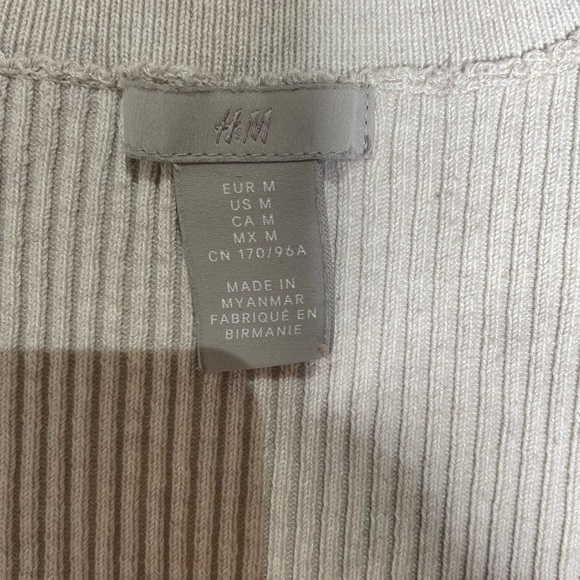 H&M
EUR M
US M
CA M
MX M
CN 170/96A
MADE IN
MYANMAR
FABRIQUÉ EN
BIRMANIE